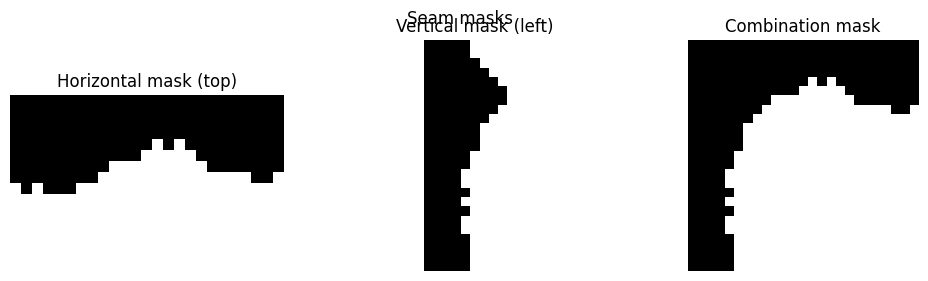 Seam masks
Horizontal mask (top)
Vertical mask (left)
Combination mask